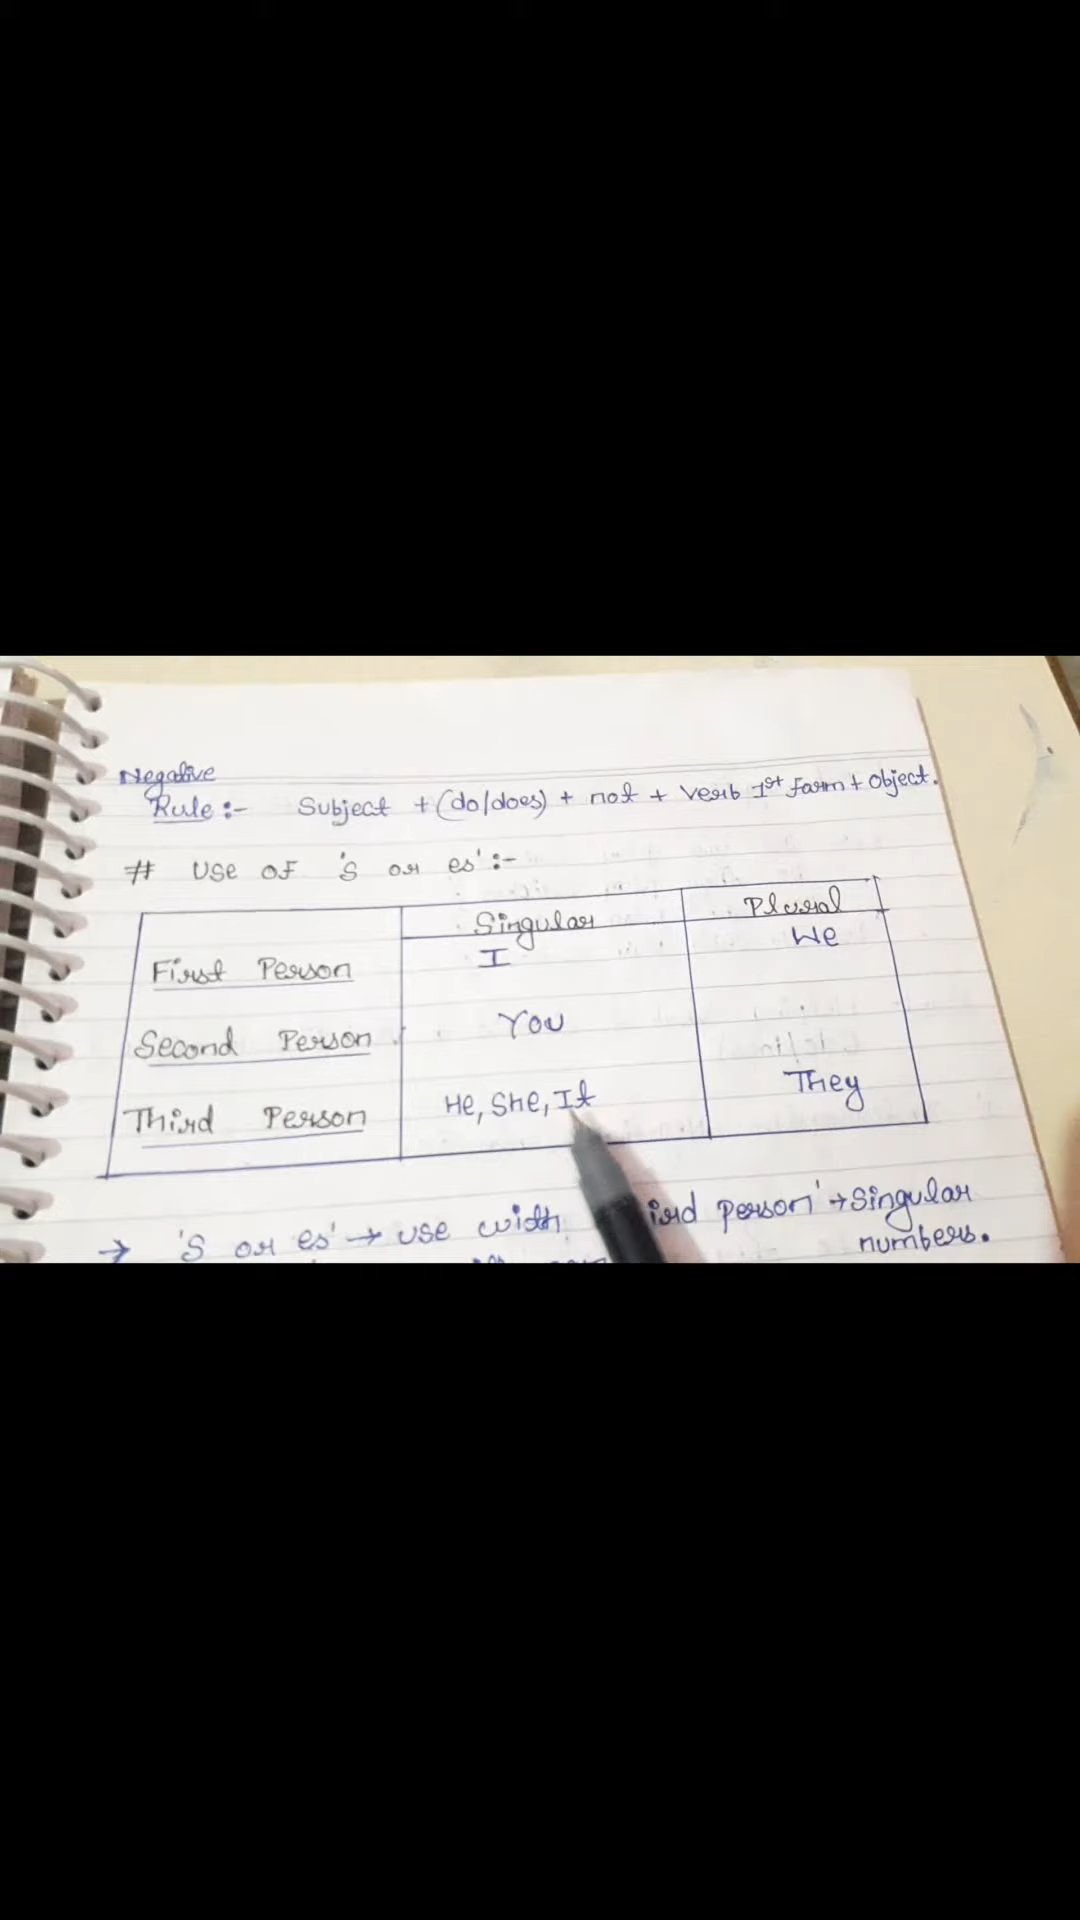 Negative
Rule :- Subject + (do/does) + not + Verb 1st farm + object.
# Use of 's or es' :-
Singular Plural
First Person I We
Second Person You
Third Person He, She, It They
→ 's or es' → use with ird person' → Singular
numbers.